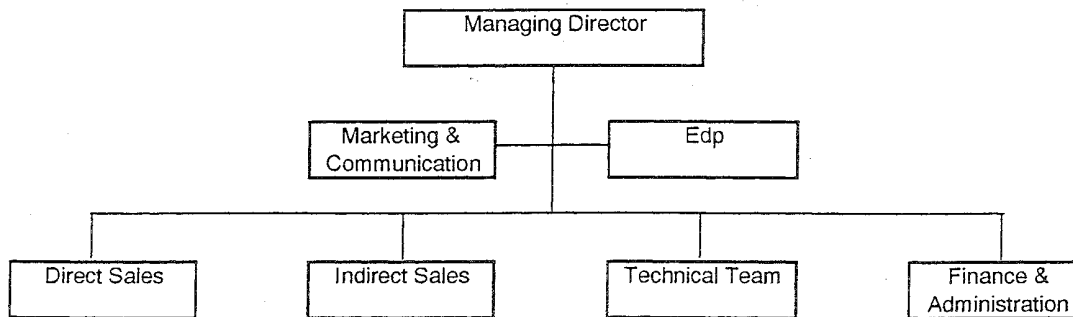 Managing Director
Marketing &
Communication
Edp
Direct Sales
Indirect Sales
Technical Team
Finance &
Administration